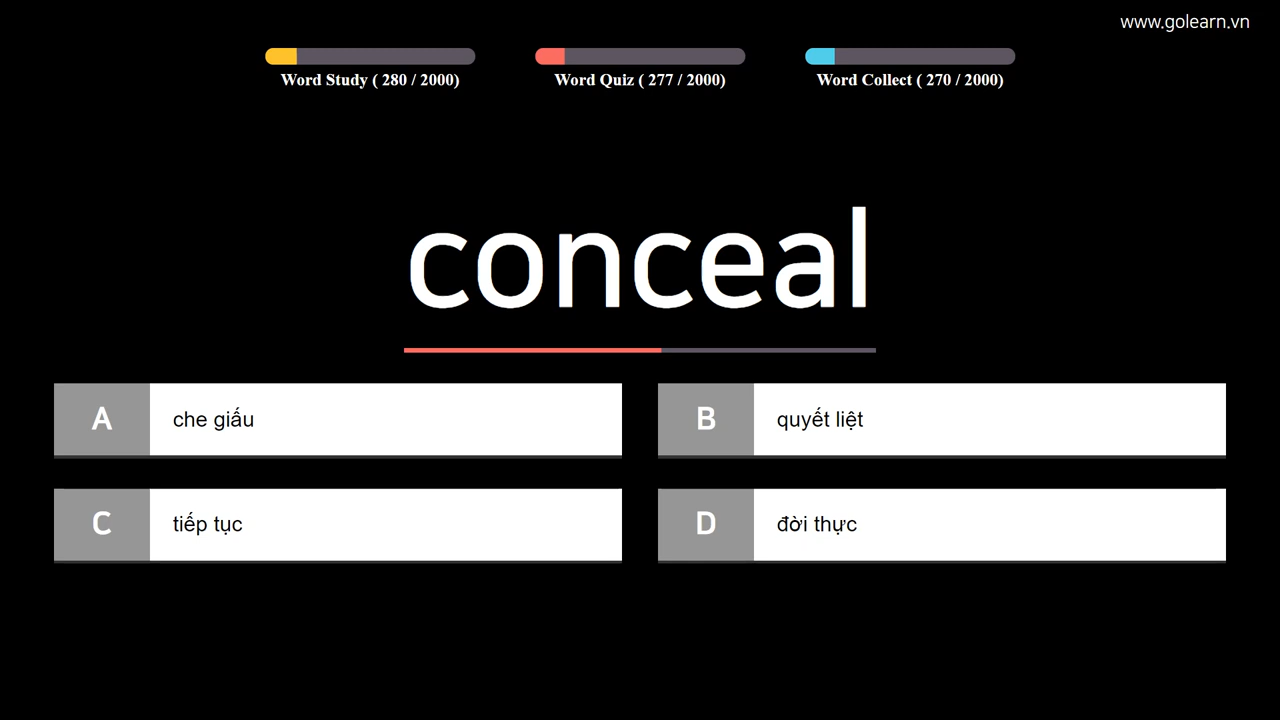 www.golearn.vn
Word Study ( 280 / 2000)
Word Quiz ( 277 / 2000)
Word Collect ( 270 / 2000)
conceal
A che giấu
B quyết liệt
C tiếp tục
D đời thực